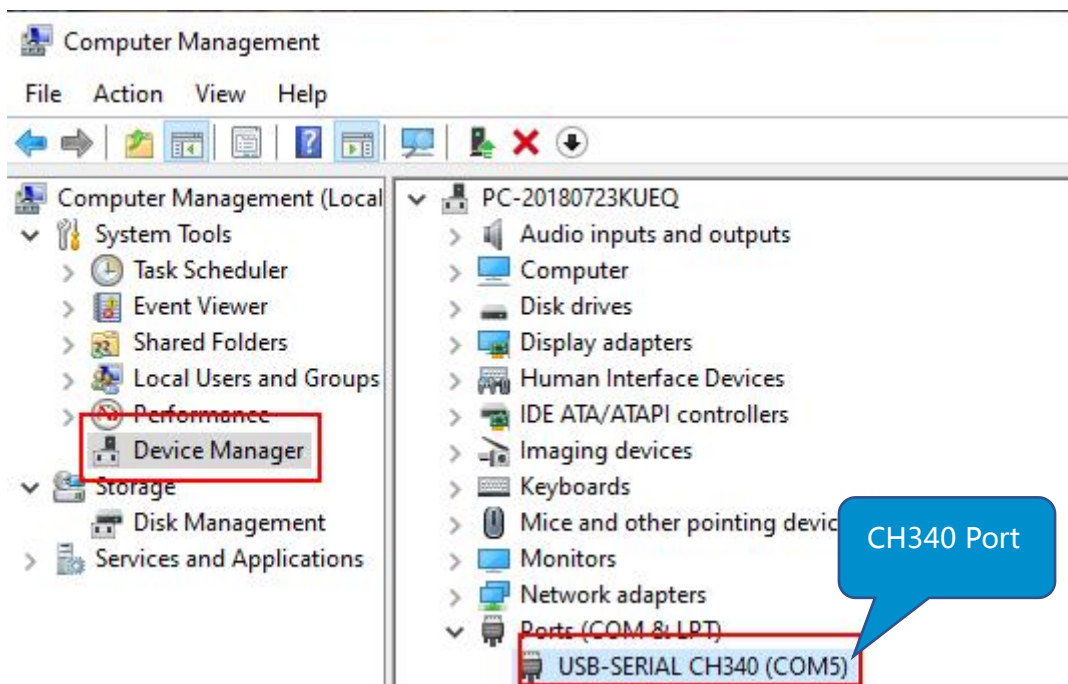 Computer Management
File Action View Help
Computer Management (Local
System Tools
Task Scheduler
Event Viewer
Shared Folders
Local Users and Groups
Performance
Device Manager
Storage
Disk Management
Services and Applications
PC-20180723KUEQ
Audio inputs and outputs
Computer
Disk drives
Display adapters
Human Interface Devices
IDE ATA/ATAPI controllers
Imaging devices
Keyboards
Mice and other pointing devic
Monitors
Network adapters
Ports (COM & LPT)
USB-SERIAL CH340 (COM5)
CH340 Port